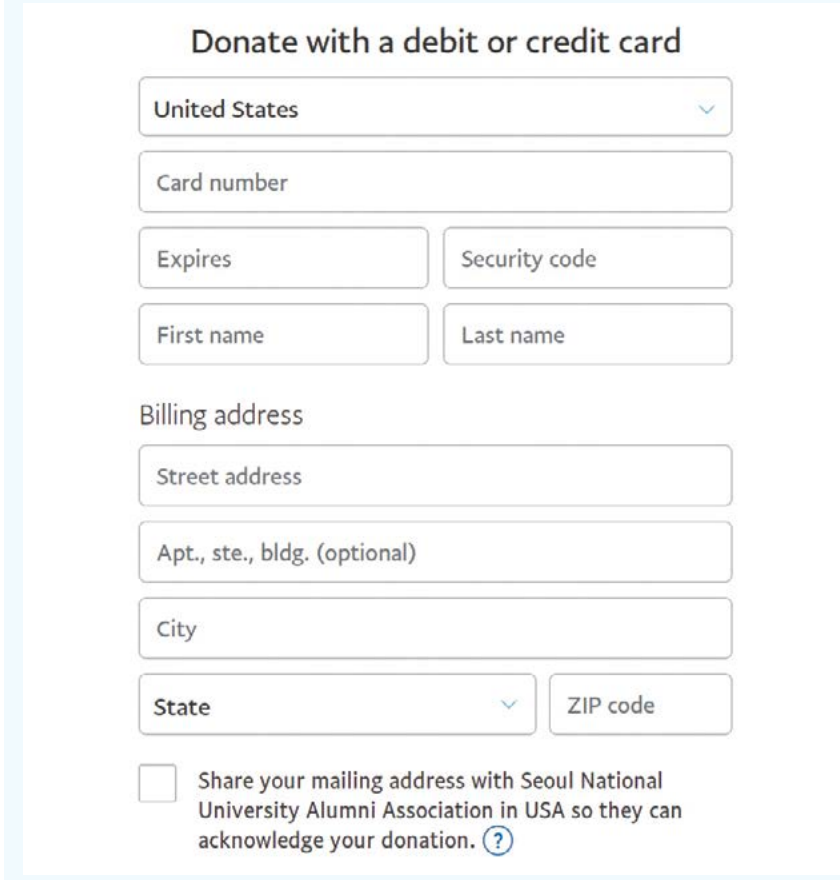 Donate with a debit or credit card
United States
Card number
Expires
Security code
First name
Last name
Billing address
Street address
Apt., ste., bldg. (optional)
City
State
ZIP code
Share your mailing address with Seoul National
University Alumni Association in USA so they can
acknowledge your donation. ?